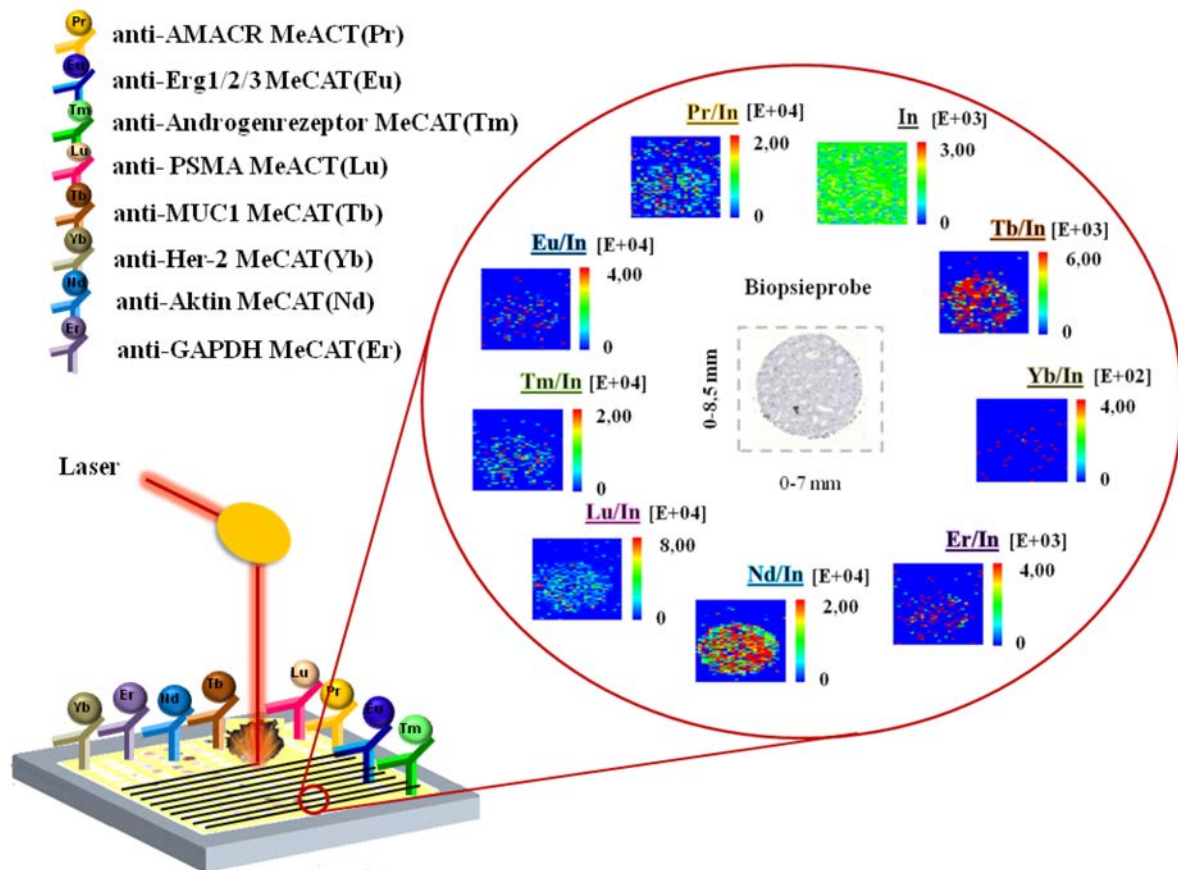 Pr
anti-AMACR MeACT(Pr)
Eu
anti-Erg1/2/3 MeCAT(Eu)
Tm
anti-Androgenrezeptor MeCAT(Tm)
Lu
anti- PSMA MeACT(Lu)
Tb
anti-MUC1 MeCAT(Tb)
Yb
anti-Her-2 MeCAT(Yb)
Nd
anti-Aktin MeCAT(Nd)
Er
anti-GAPDH MeCAT(Er)
Pr/In [E+04]
2,00
0
In [E+03]
3,00
0
Eu/In [E+04]
4,00
0
Tb/In [E+03]
6,00
0
Biopsieprobe
0-8,5 mm
0-7 mm
Tm/In [E+04]
2,00
0
Yb/In [E+02]
4,00
0
Lu/In [E+04]
8,00
0
Nd/In [E+04]
2,00
0
Er/In [E+03]
4,00
0
Laser
Yb
Er
Nd
Tb
Lu
Pr
Eu
Tm